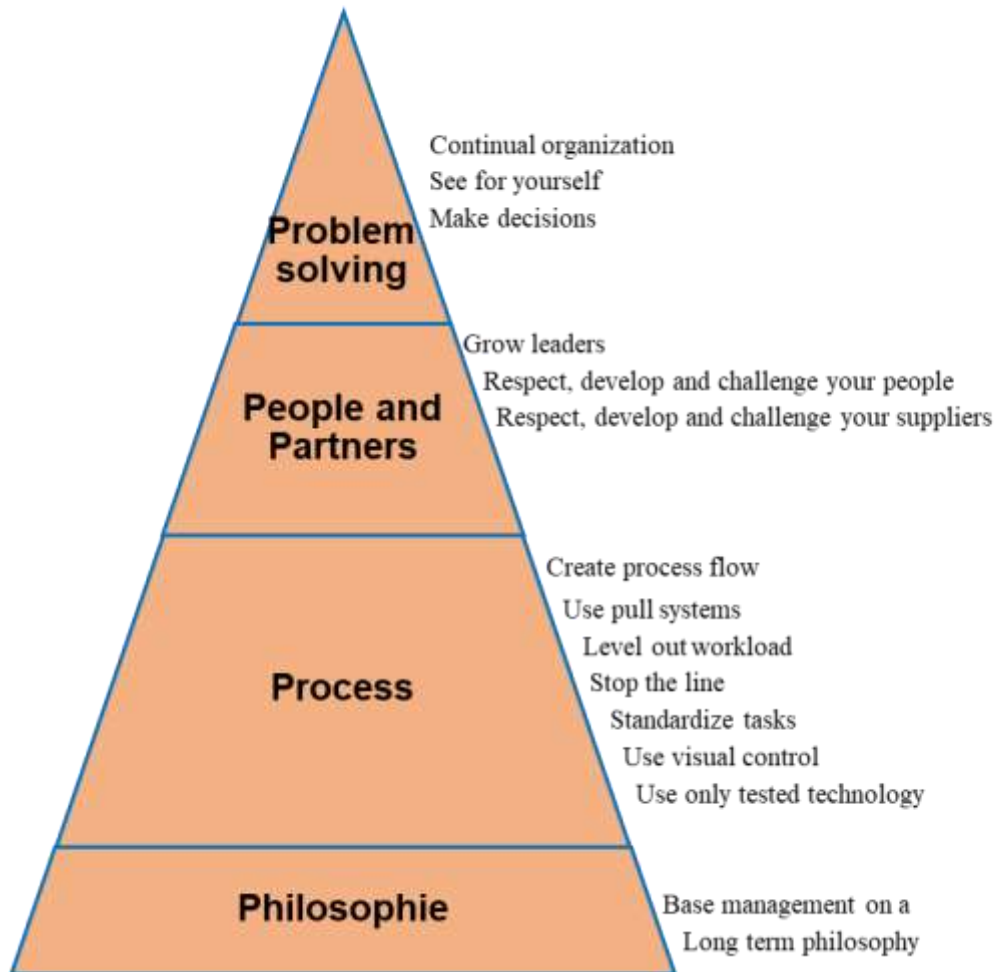 Continual organization
See for yourself
Make decisions
Problem
solving
Grow leaders
Respect, develop and challenge your people
Respect, develop and challenge your suppliers
People and
Partners
Create process flow
Use pull systems
Level out workload
Stop the line
Standardize tasks
Use visual control
Use only tested technology
Process
Philosophie
Base management on a
Long term philosophy